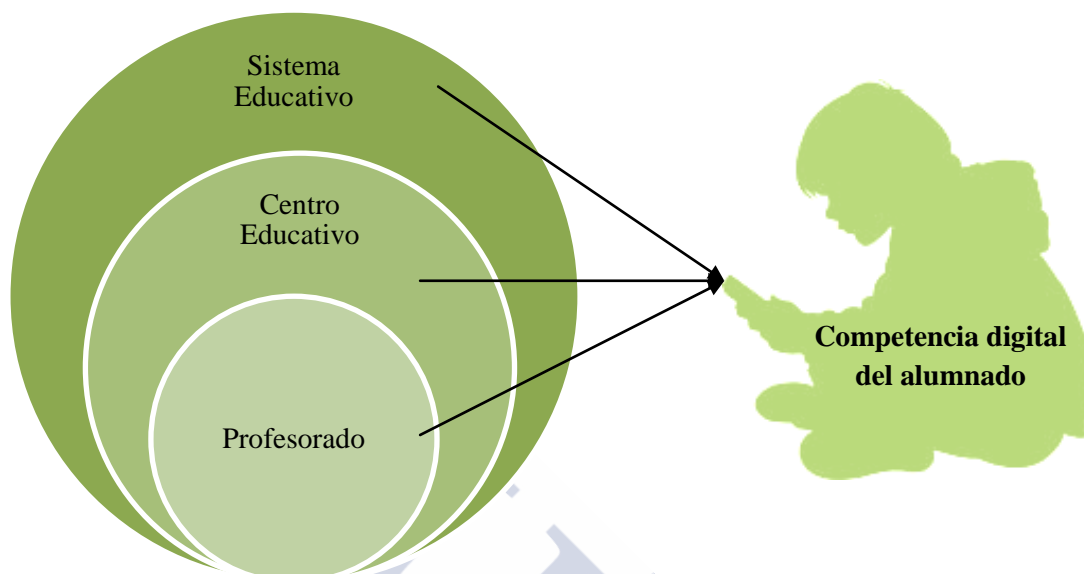 Sistema
Educativo
Centro
Educativo
Profesorado
Competencia digital
del alumnado